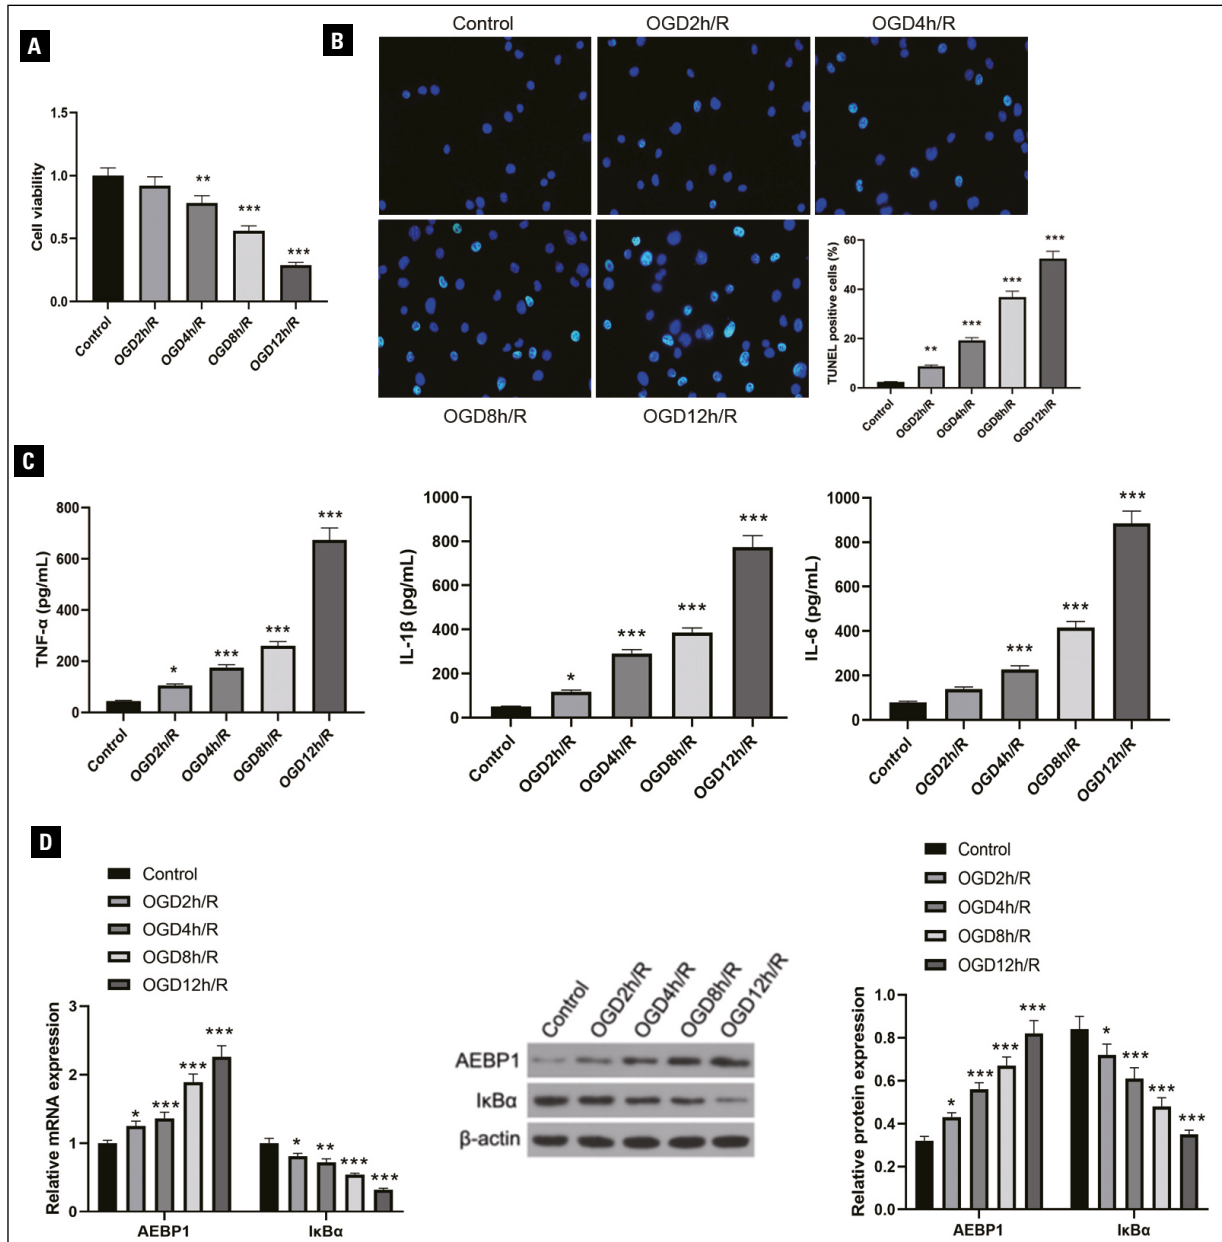 A
Cell viability
1.5
1.0
0.5
0.0
**
***
***
Control
OGD2h/R
OGD4h/R
OGD8h/R
OGD12h/R
B
Control
OGD2h/R
OGD4h/R
OGD8h/R
OGD12h/R
TUNEL positive cells (%)
60
40
20
0
**
***
***
***
Control
OGD2h/R
OGD4h/R
OGD8h/R
OGD12h/R
C
TNF-α (pg/mL)
800
600
400
200
0
*
***
***
***
Control
OGD2h/R
OGD4h/R
OGD8h/R
OGD12h/R
IL-1β (pg/mL)
1000
800
600
400
200
0
*
***
***
***
Control
OGD2h/R
OGD4h/R
OGD8h/R
OGD12h/R
IL-6 (pg/mL)
1000
800
600
400
200
0
***
***
***
Control
OGD2h/R
OGD4h/R
OGD8h/R
OGD12h/R
D
Control
OGD2h/R
OGD4h/R
OGD8h/R
OGD12h/R
Relative mRNA expression
3
2
1
0
*
***
***
***
*
**
***
***
AEBP1
IκBα
Control
OGD2h/R
OGD4h/R
OGD8h/R
OGD12h/R
AEBP1
IκBα
β-actin
Control
OGD2h/R
OGD4h/R
OGD8h/R
OGD12h/R
Relative protein expression
1.0
0.8
0.6
0.4
0.2
0.0
*
***
***
***
*
***
***
***
AEBP1
IκBα